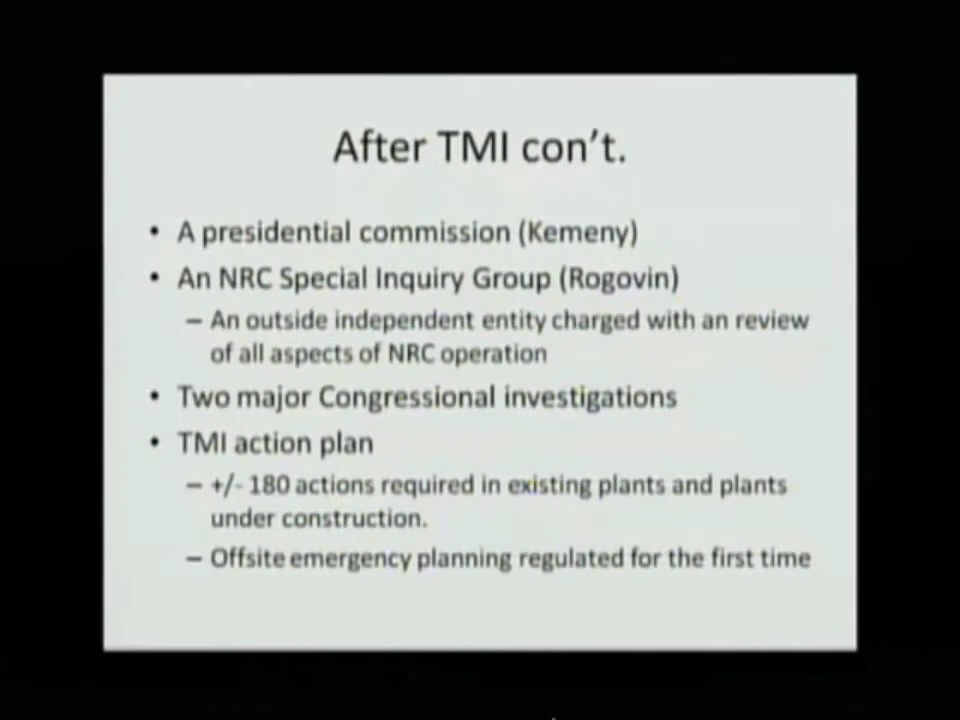 After TMI con’t.
• A presidential commission (Kemeny)
• An NRC Special Inquiry Group (Rogovin)
– An outside independent entity charged with an review
of all aspects of NRC operation
• Two major Congressional investigations
• TMI action plan
– +/- 180 actions required in existing plants and plants
under construction.
– Offsite emergency planning regulated for the first time